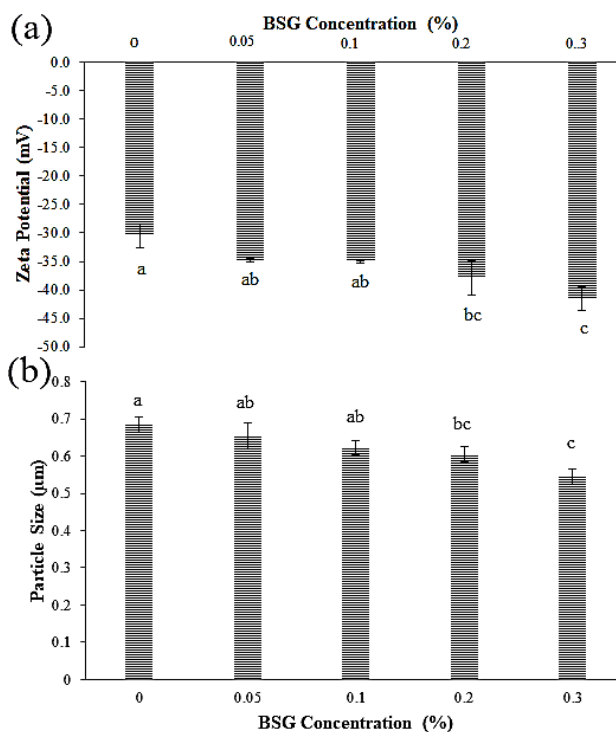 (a)
BSG Concentration (%)
0 0.05 0.1 0.2 0.3
0.0
-5.0
-10.0
-15.0
-20.0
-25.0
-30.0
-35.0
-40.0
-45.0
-50.0
Zeta Potential (mV)
a ab ab bc c
(b)
0.8
0.7
0.6
0.5
0.4
0.3
0.2
0.1
0
Particle Size (μm)
a ab ab bc c
0 0.05 0.1 0.2 0.3
BSG Concentration (%)